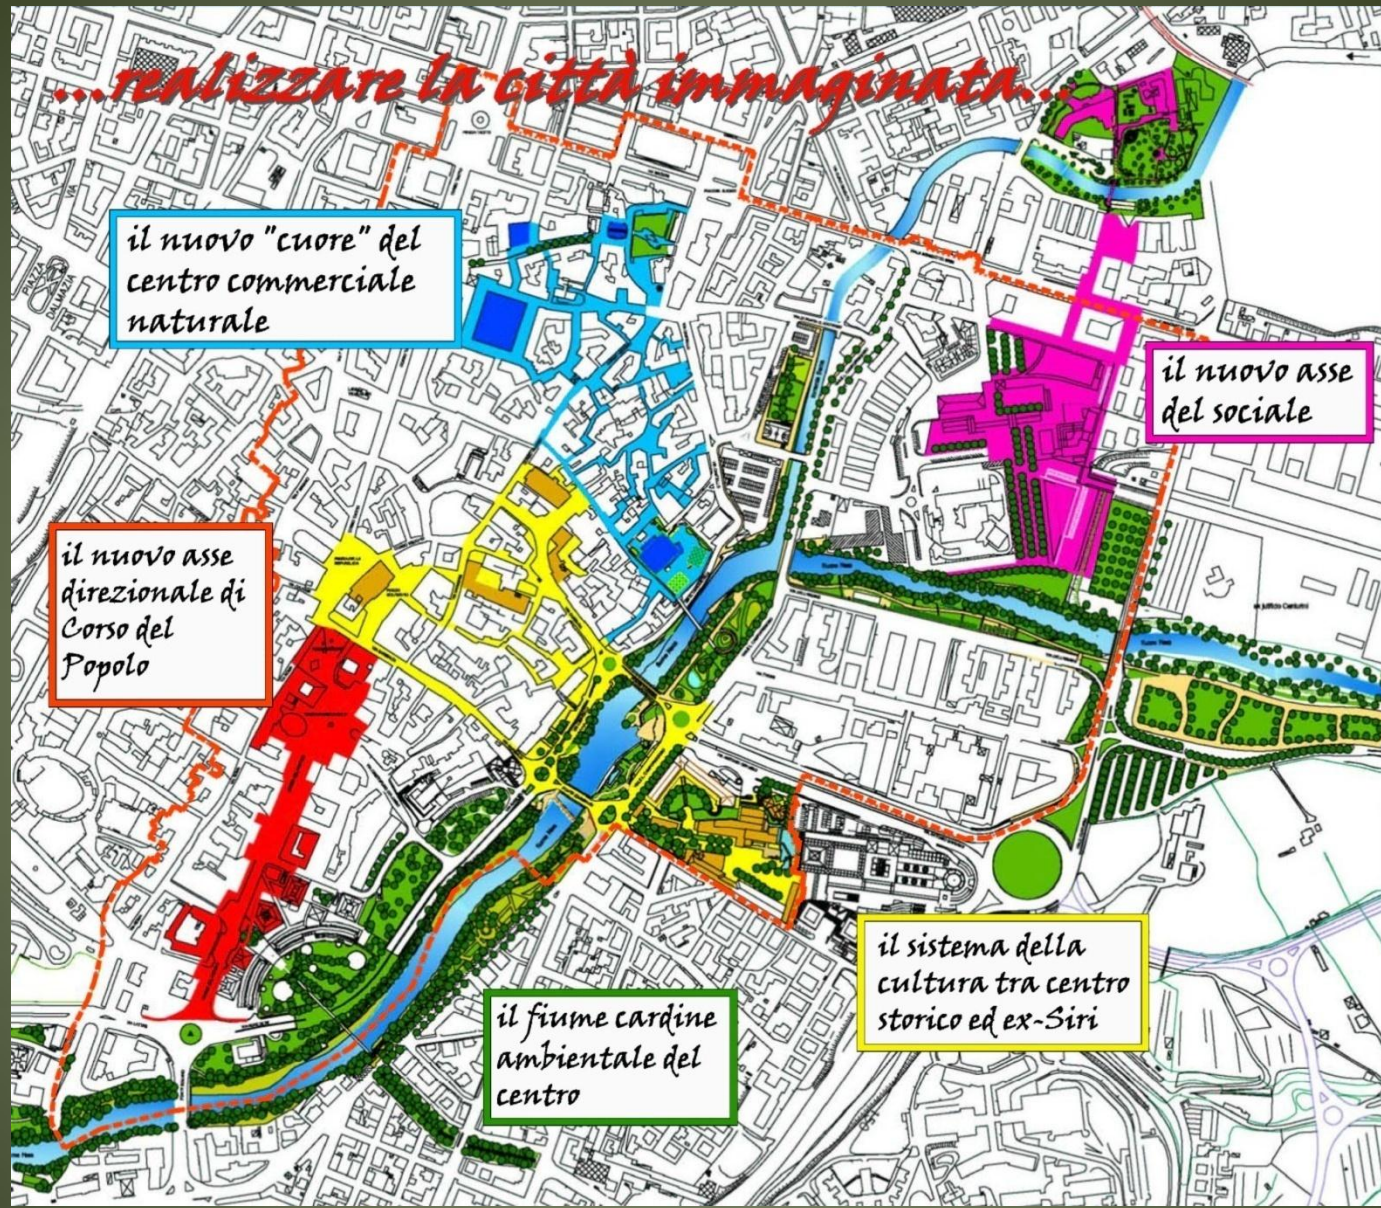 ...realizzare la città immaginata...
il nuovo "cuore" del
centro commerciale
naturale
il nuovo asse
del sociale
il nuovo asse
direzionale di
Corso del
Popolo
il sistema della
cultura tra centro
storico ed ex-Siri
il fiume cardine
ambientale del
centro
PIAZZA
DALMAZIA